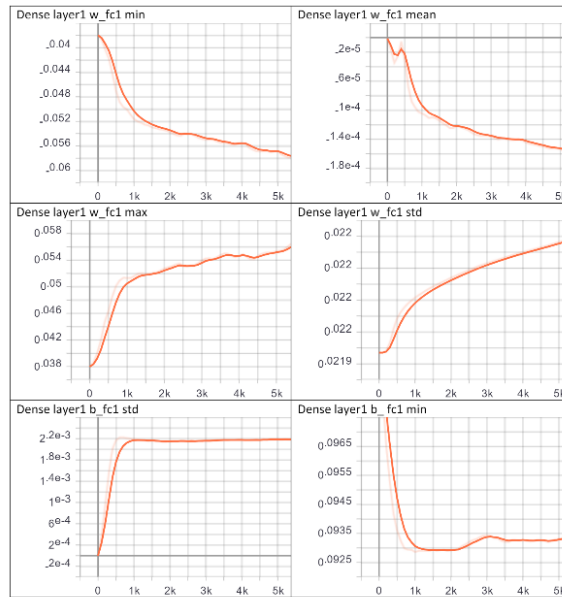 Dense layer1 w_fc1 min
-0.04
-0.044
-0.048
-0.052
-0.056
-0.06
0 1k 2k 3k 4k 5k
Dense layer1 w_fc1 mean
2e-5
6e-5
1e-4
-1.4e-4
-1.8e-4
0 1k 2k 3k 4k 5k
Dense layer1 w_fc1 max
0.058
0.054
0.05
0.046
0.042
0.038
0 1k 2k 3k 4k 5k
Dense layer1 w_fc1 std
0.022
0.022
0.022
0.022
0.0219
0 1k 2k 3k 4k 5k
Dense layer1 b_fc1 std
2.2e-3
1.8e-3
1.4e-3
1e-3
6e-4
2e-4
-2e-4
0 1k 2k 3k 4k 5k
Dense layer1 b_ fc1 min
0.0965
0.0955
0.0945
0.0935
0.0925
0 1k 2k 3k 4k 5k